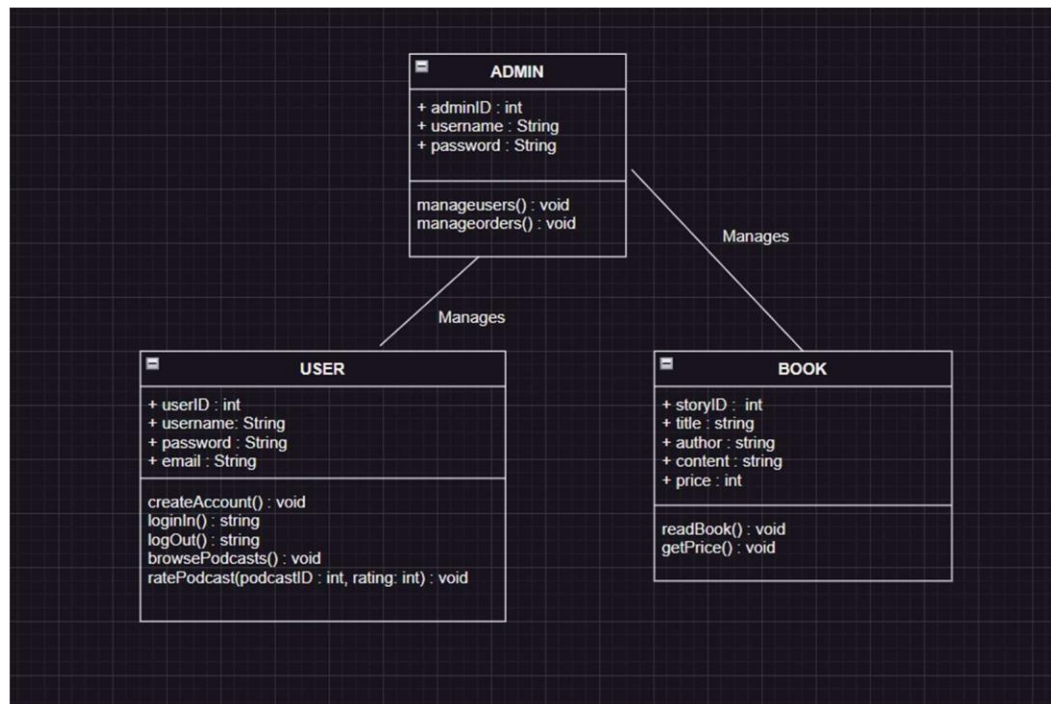 ADMIN
+ adminID : int
+ username : String
+ password : String
manageusers() : void
manageorders() : void
Manages
Manages
USER
+ userID : int
+ username: String
+ password : String
+ email : String
createAccount() : void
loginIn() : string
logOut() : string
browsePodcasts() : void
ratePodcast(podcastID : int, rating: int) : void
BOOK
+ storyID :  int
+ title : string
+ author : string
+ content : string
+ price : int
readBook() : void
getPrice() : void